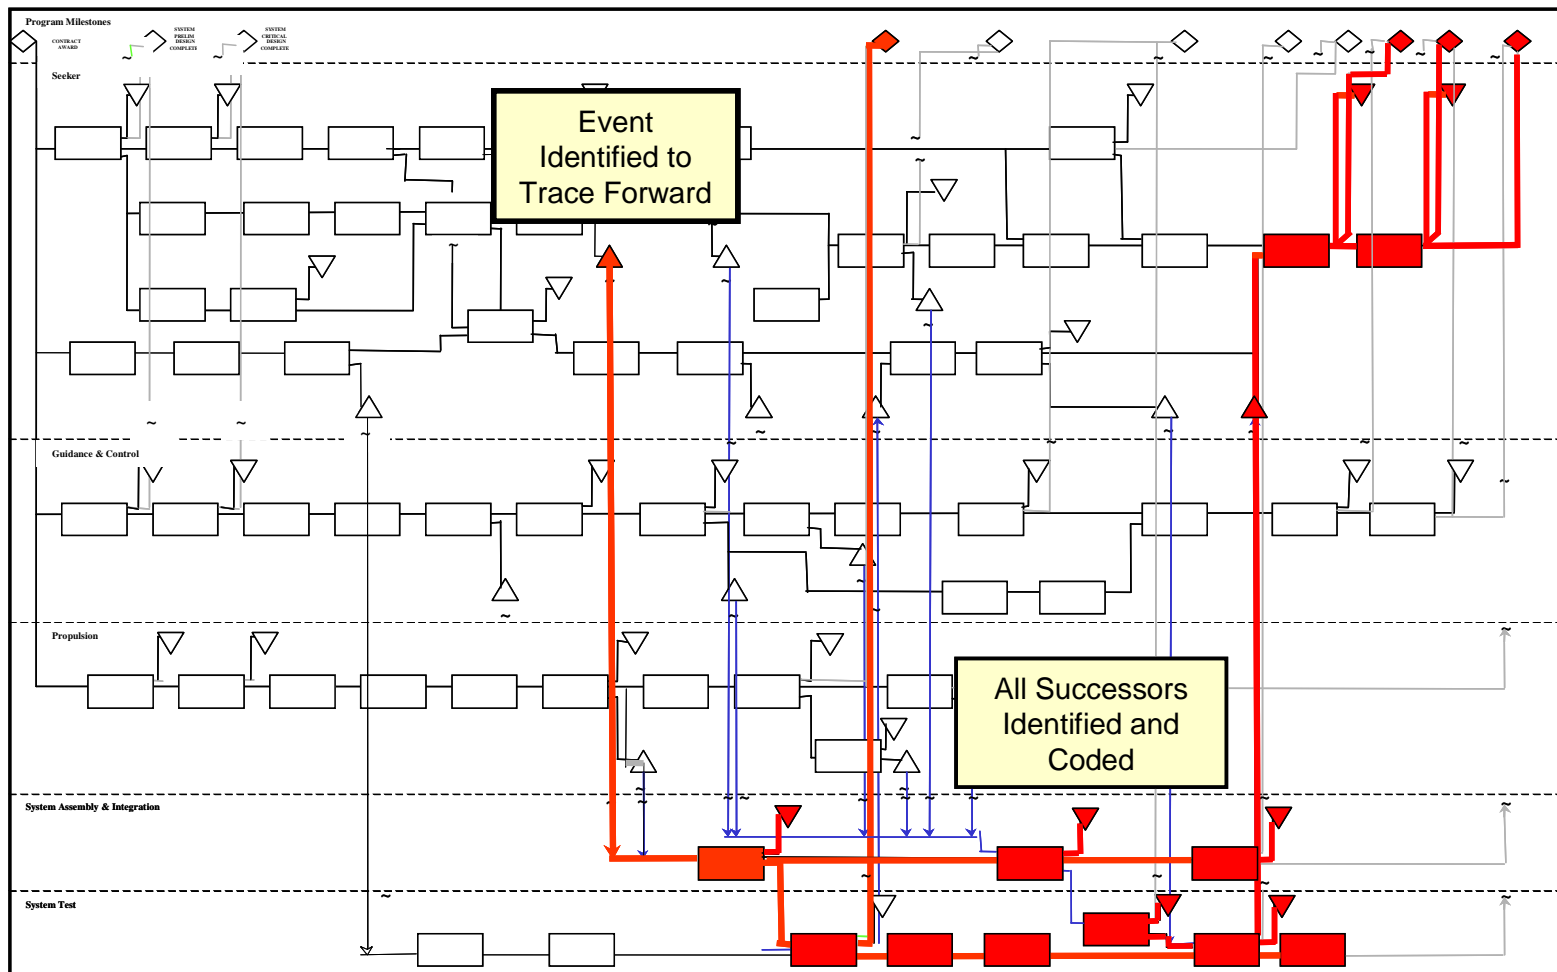 Program Milestones
CONTRACT
AWARD
SYSTEM
PRELIM
DESIGN
COMPLETE
SYSTEM
CRITICAL
DESIGN
COMPLETE
Seeker
Event
Identified to
Trace Forward
Guidance & Control
Propulsion
All Successors
Identified and
Coded
System Assembly & Integration
System Test